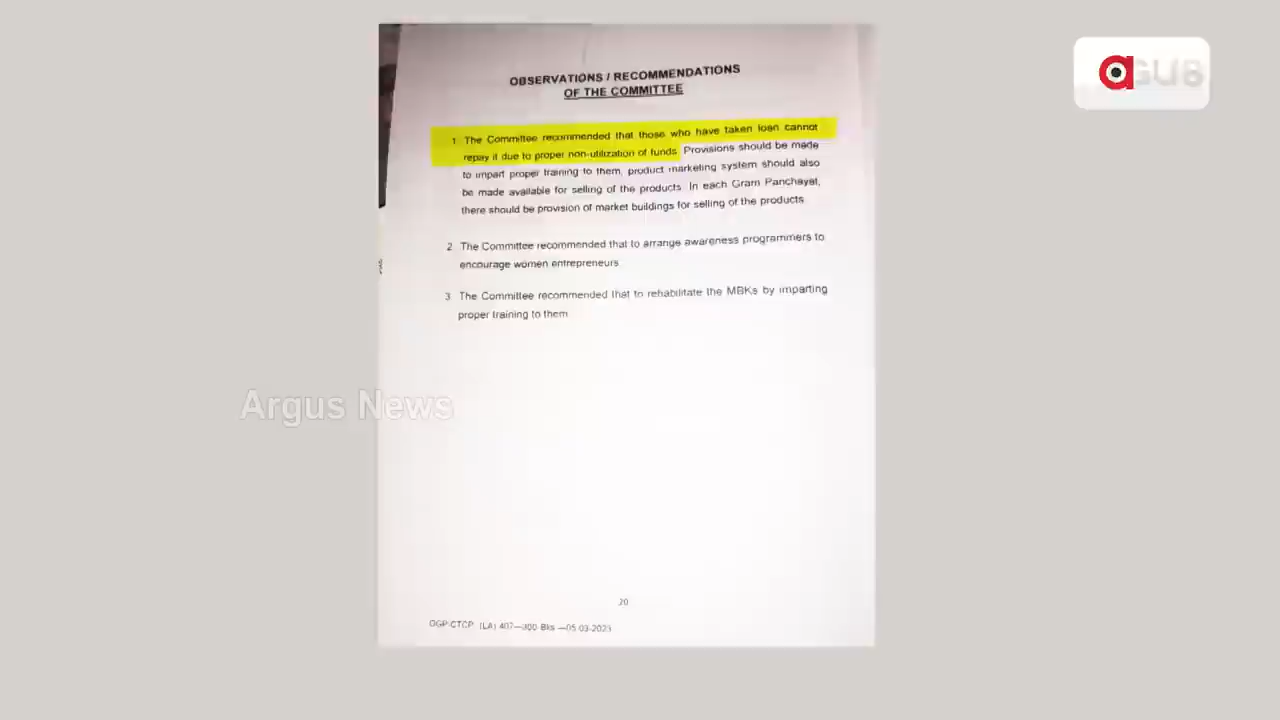 OBSERVATIONS / RECOMMENDATIONS
OF THE COMMITTEE
1 The Committee recommended that those who have taken loan cannot
repay it due to proper non-utilization of funds. Provisions should be made
to impart proper training to them, product marketing system should also
be made available for selling of the products. In each Gram Panchayat,
there should be provision of market buildings for selling of the products.
2 The Committee recommended that to arrange awareness programmers to
encourage women entrepreneurs.
3 The Committee recommended that to rehabilitate the MBKs by imparting
proper training to them.
Argus News
20
OGP-CTCP (LA) 407—300 Bks.—05-03-2023